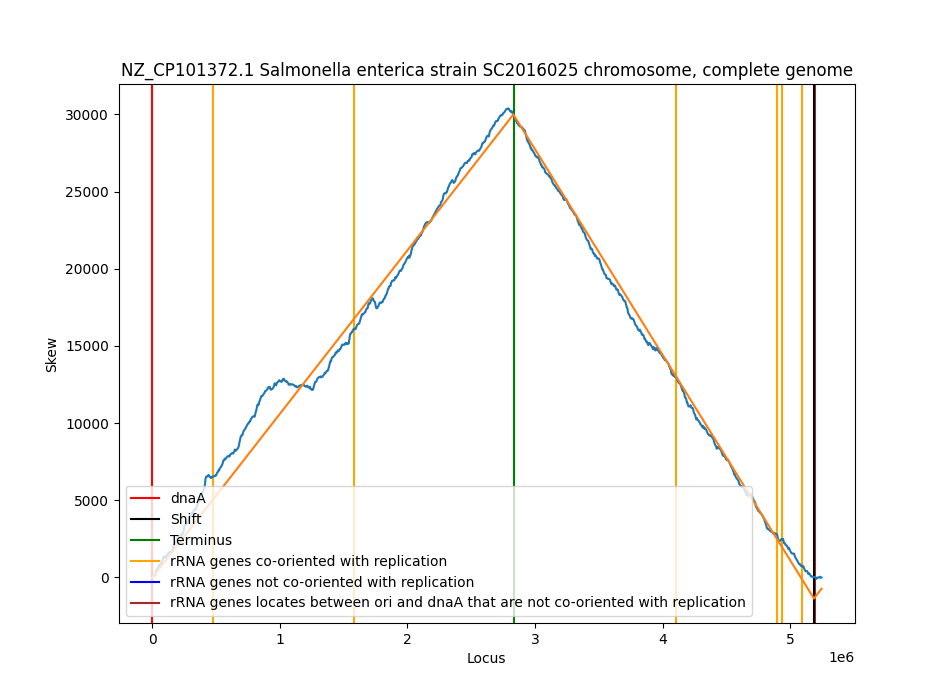 NZ_CP101372.1 Salmonella enterica strain SC2016025 chromosome, complete genome
30000
25000
20000
15000
10000
5000
0
Skew
dnaA
Shift
Terminus
rRNA genes co-oriented with replication
rRNA genes not co-oriented with replication
rRNA genes locates between ori and dnaA that are not co-oriented with replication
0 1 2 3 4 5
1e6
Locus